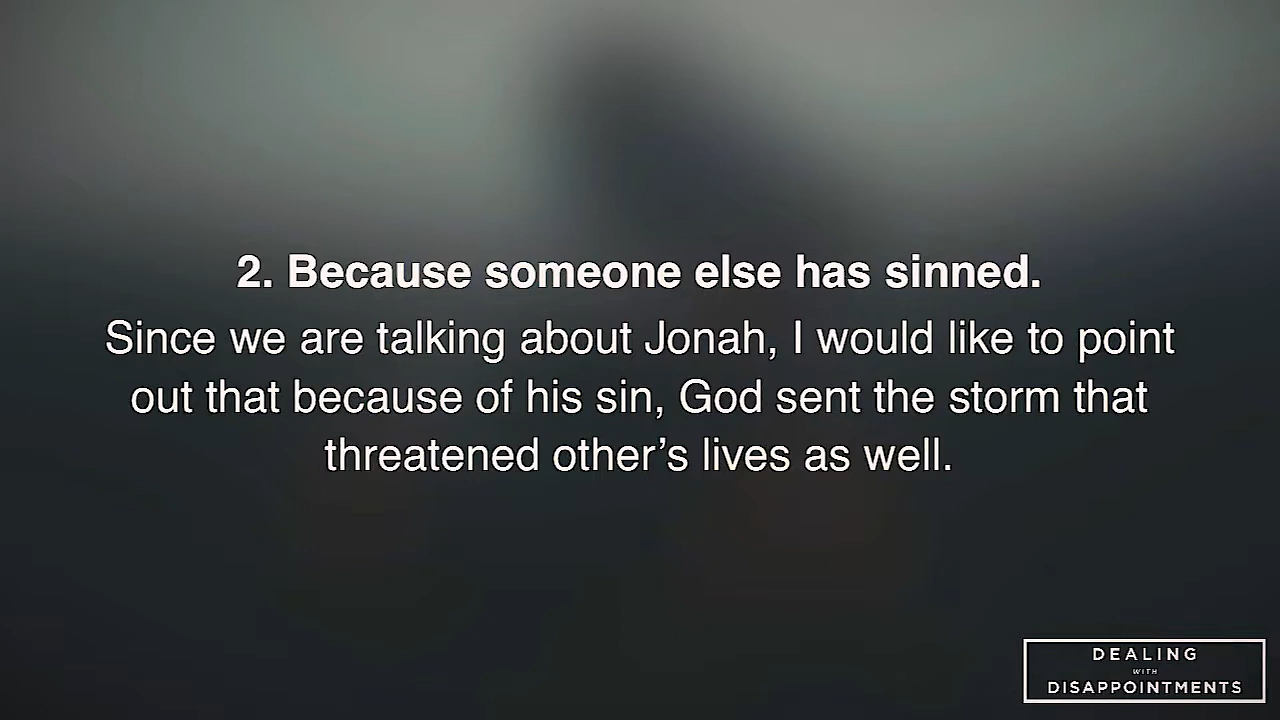 2. Because someone else has sinned.
Since we are talking about Jonah, I would like to point
out that because of his sin, God sent the storm that
threatened other’s lives as well.
DEALING
WITH
DISAPPOINTMENTS